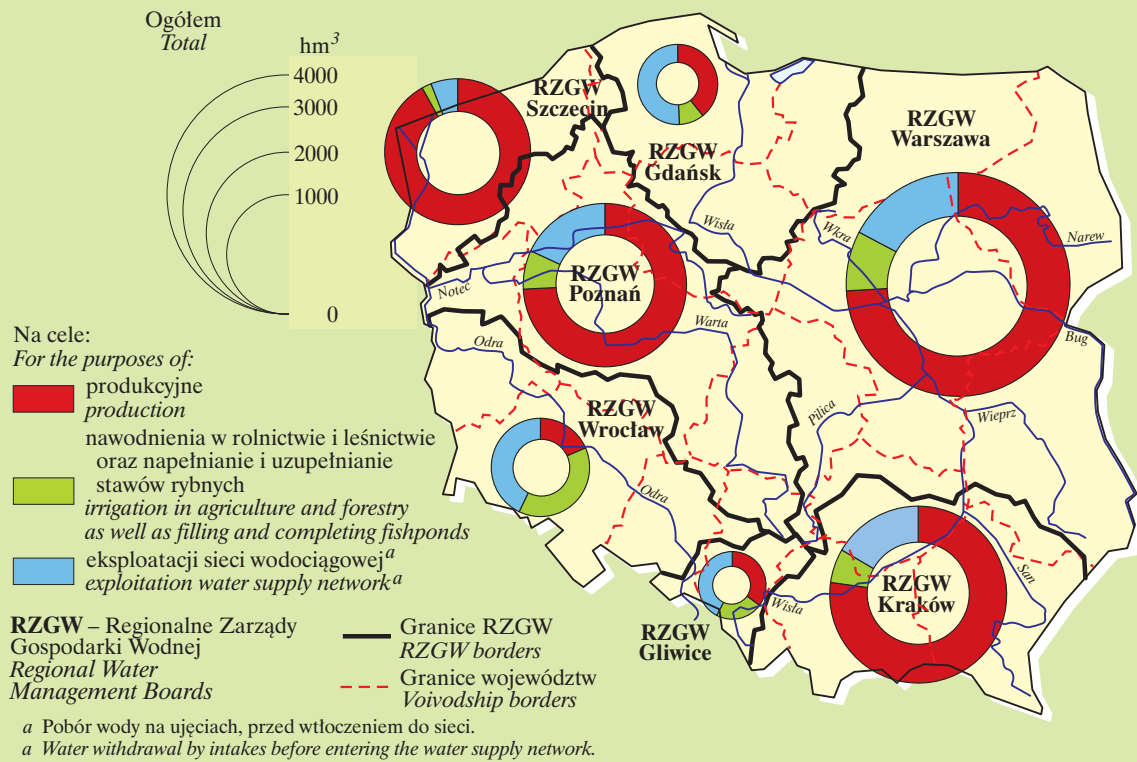 Ogółem
Total
hm³
4000
3000
2000
1000
0
RZGW
Szczecin
RZGW
Gdańsk
RZGW
Warszawa
Wisła
Wkra
Narew
RZGW
Poznań
Noteć
Warta
Odra
Bug
RZGW
Wrocław
Pilica
Wieprz
Odra
San
RZGW
Kraków
Wisła
RZGW
Gliwice
Na cele:
For the purposes of:
produkcyjne
production
nawodnienia w rolnictwie i leśnictwie
oraz napełnianie i uzupełnianie
stawów rybnych
irrigation in agriculture and forestry
as well as filling and completing fishponds
eksploatacji sieci wodociągowej a
exploitation water supply network a
RZGW – Regionalne Zarządy
Gospodarki Wodnej
Regional Water
Management Boards
Granice RZGW
RZGW borders
Granice województw
Voivodship borders
a Pobór wody na ujęciach, przed wtłoczeniem do sieci.
a Water withdrawal by intakes before entering the water supply network.